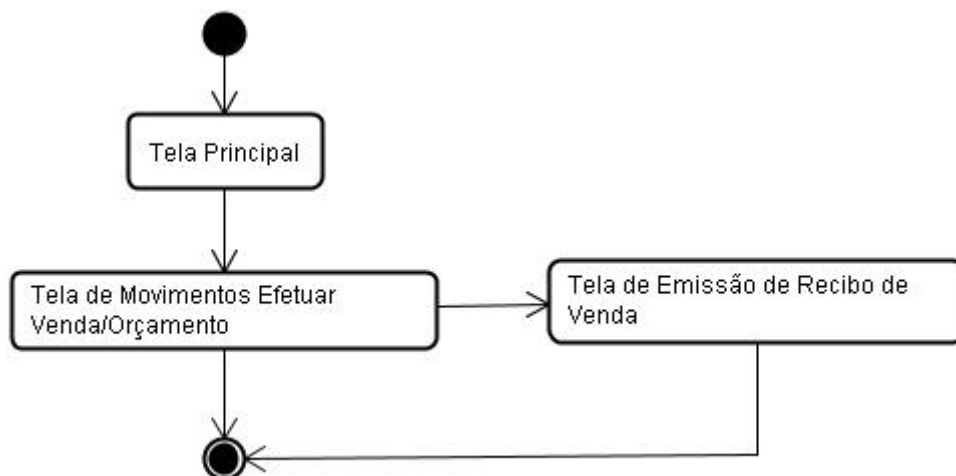 Tela Principal
Tela de Movimentos Efetuar
Venda/Orçamento
Tela de Emissão de Recibo de
Venda